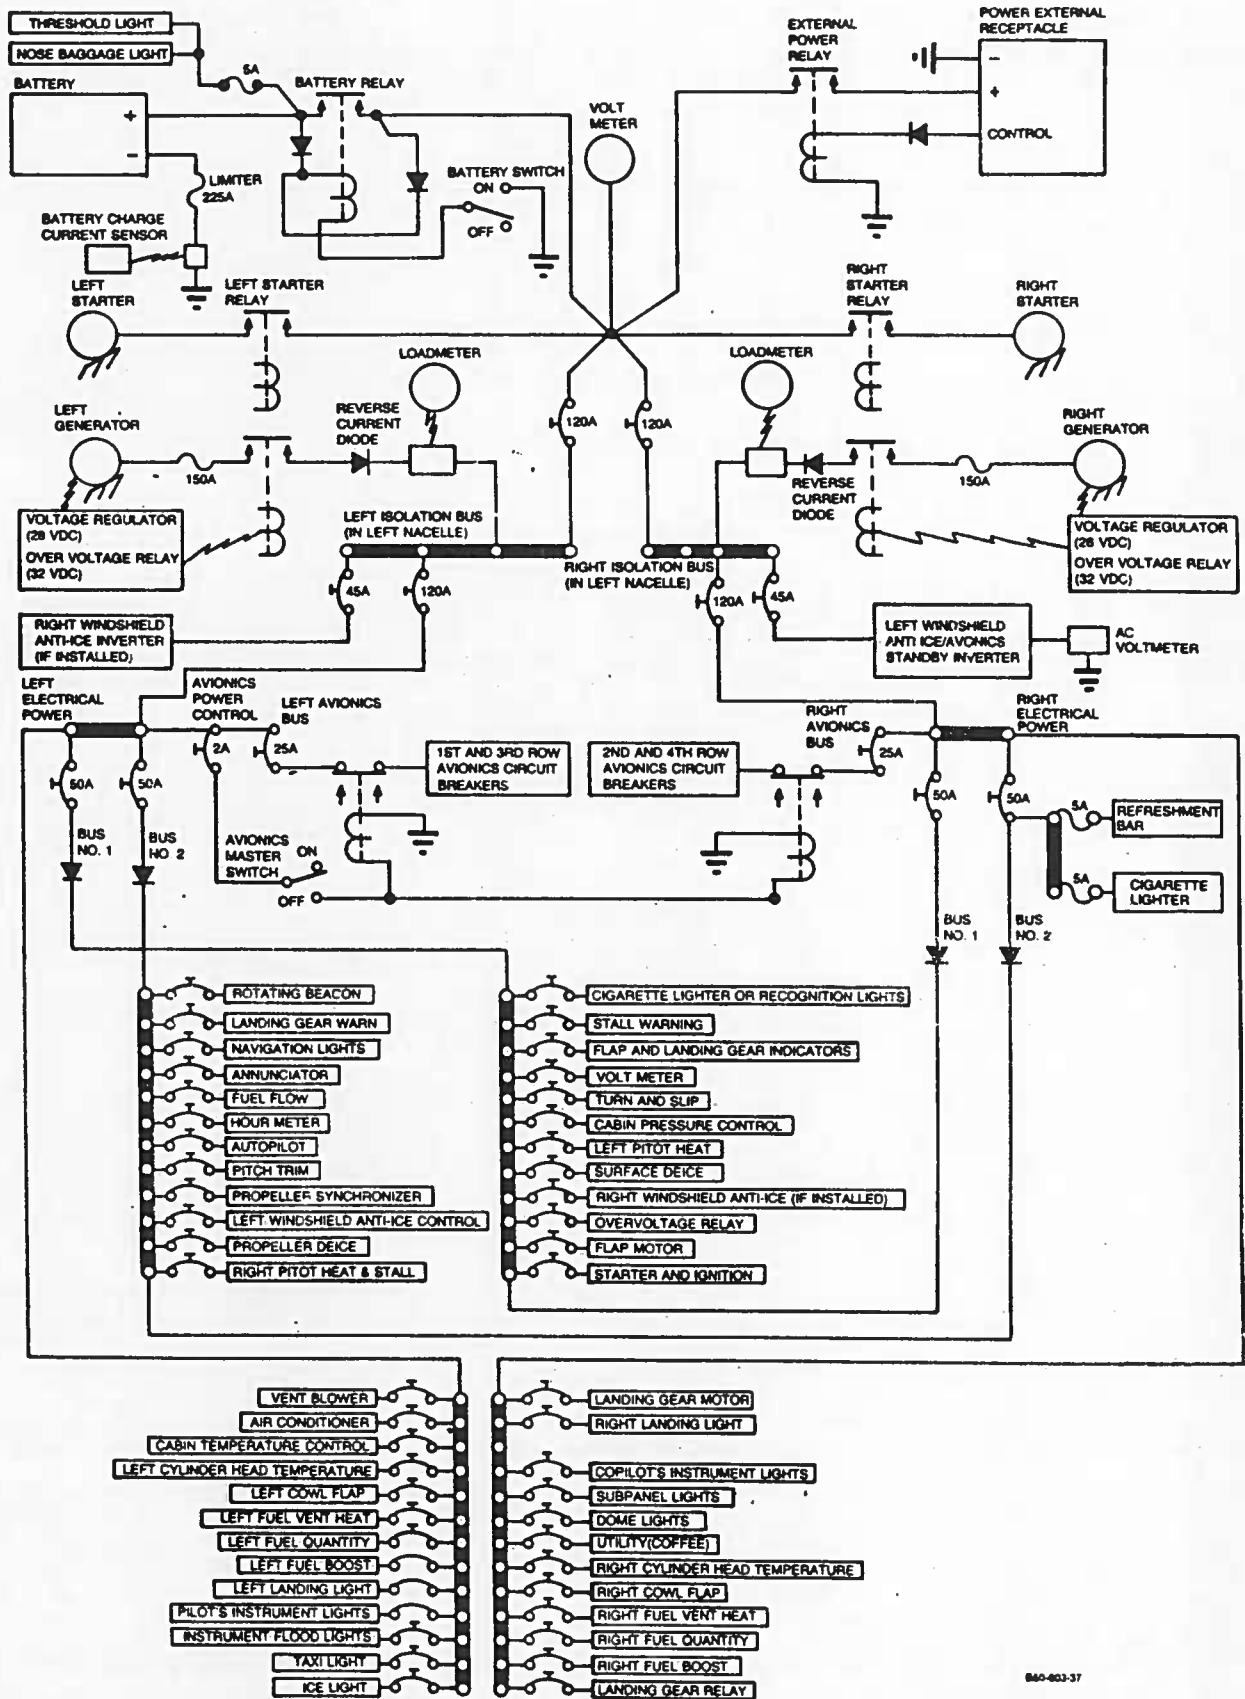 THRESHOLD LIGHT
NOSE BAGGAGE LIGHT
5A
BATTERY
+
−
BATTERY RELAY
LIMITER
225A
BATTERY CHARGE
CURRENT SENSOR
BATTERY SWITCH
ON
OFF
VOLT
METER
EXTERNAL
POWER
RELAY
POWER EXTERNAL
RECEPTACLE
−
+
CONTROL
LEFT
STARTER
LEFT STARTER
RELAY
RIGHT
STARTER
RELAY
RIGHT
STARTER
LOADMETER
LOADMETER
LEFT
GENERATOR
150A
REVERSE
CURRENT
DIODE
120A
120A
REVERSE
CURRENT
DIODE
150A
RIGHT
GENERATOR
VOLTAGE REGULATOR
(28 VDC)
OVER VOLTAGE RELAY
(32 VDC)
LEFT ISOLATION BUS
(IN LEFT NACELLE)
RIGHT ISOLATION BUS
(IN LEFT NACELLE)
VOLTAGE REGULATOR
(28 VDC)
OVER VOLTAGE RELAY
(32 VDC)
45A
120A
120A
45A
RIGHT WINDSHIELD
ANTI-ICE INVERTER
(IF INSTALLED)
LEFT WINDSHIELD
ANTI ICE/AVIONICS
STANDBY INVERTER
AC
VOLTMETER
LEFT
ELECTRICAL
POWER
AVIONICS
POWER
CONTROL
LEFT AVIONICS
BUS
RIGHT
AVIONICS
BUS
RIGHT
ELECTRICAL
POWER
2A
25A
25A
1ST AND 3RD ROW
AVIONICS CIRCUIT
BREAKERS
2ND AND 4TH ROW
AVIONICS CIRCUIT
BREAKERS
50A
50A
50A
50A
BUS
NO. 1
BUS
NO. 2
AVIONICS
MASTER
SWITCH
ON
OFF
5A
REFRESHMENT
BAR
5A
CIGARETTE
LIGHTER
BUS
NO. 1
BUS
NO. 2
ROTATING BEACON
LANDING GEAR WARN
NAVIGATION LIGHTS
ANNUNCIATOR
FUEL FLOW
HOUR METER
AUTOPILOT
PITCH TRIM
PROPELLER SYNCHRONIZER
LEFT WINDSHIELD ANTI-ICE CONTROL
PROPELLER DEICE
RIGHT PITOT HEAT & STALL
CIGARETTE LIGHTER OR RECOGNITION LIGHTS
STALL WARNING
FLAP AND LANDING GEAR INDICATORS
VOLT METER
TURN AND SLIP
CABIN PRESSURE CONTROL
LEFT PITOT HEAT
SURFACE DEICE
RIGHT WINDSHIELD ANTI-ICE (IF INSTALLED)
OVERVOLTAGE RELAY
FLAP MOTOR
STARTER AND IGNITION
VENT BLOWER
AIR CONDITIONER
CABIN TEMPERATURE CONTROL
LEFT CYLINDER HEAD TEMPERATURE
LEFT COWL FLAP
LEFT FUEL VENT HEAT
LEFT FUEL QUANTITY
LEFT FUEL BOOST
LEFT LANDING LIGHT
PILOT'S INSTRUMENT LIGHTS
INSTRUMENT FLOOD LIGHTS
TAXI LIGHT
ICE LIGHT
LANDING GEAR MOTOR
RIGHT LANDING LIGHT
COPILOT'S INSTRUMENT LIGHTS
SUBPANEL LIGHTS
DOME LIGHTS
UTILITY(COFFEE)
RIGHT CYLINDER HEAD TEMPERATURE
RIGHT COWL FLAP
RIGHT FUEL VENT HEAT
RIGHT FUEL QUANTITY
RIGHT FUEL BOOST
LANDING GEAR RELAY
B60-603-37